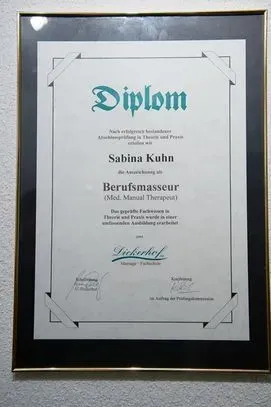 Diplom
Nach erfolgreich bestandener
Abschlussprüfung in Theorie und Praxis
erteilen wir
Sabina Kuhn
die Auszeichnung als
Berufsmasseur
(Med. Manual Therapeut)
Das geprüfte Fachwissen in
Theorie und Praxis wurde in einer
umfassenden Ausbildung erarbeitet
Dickerhof
Massage - Fachschule
Schulleitung
im Auftrag der Prüfungskommission